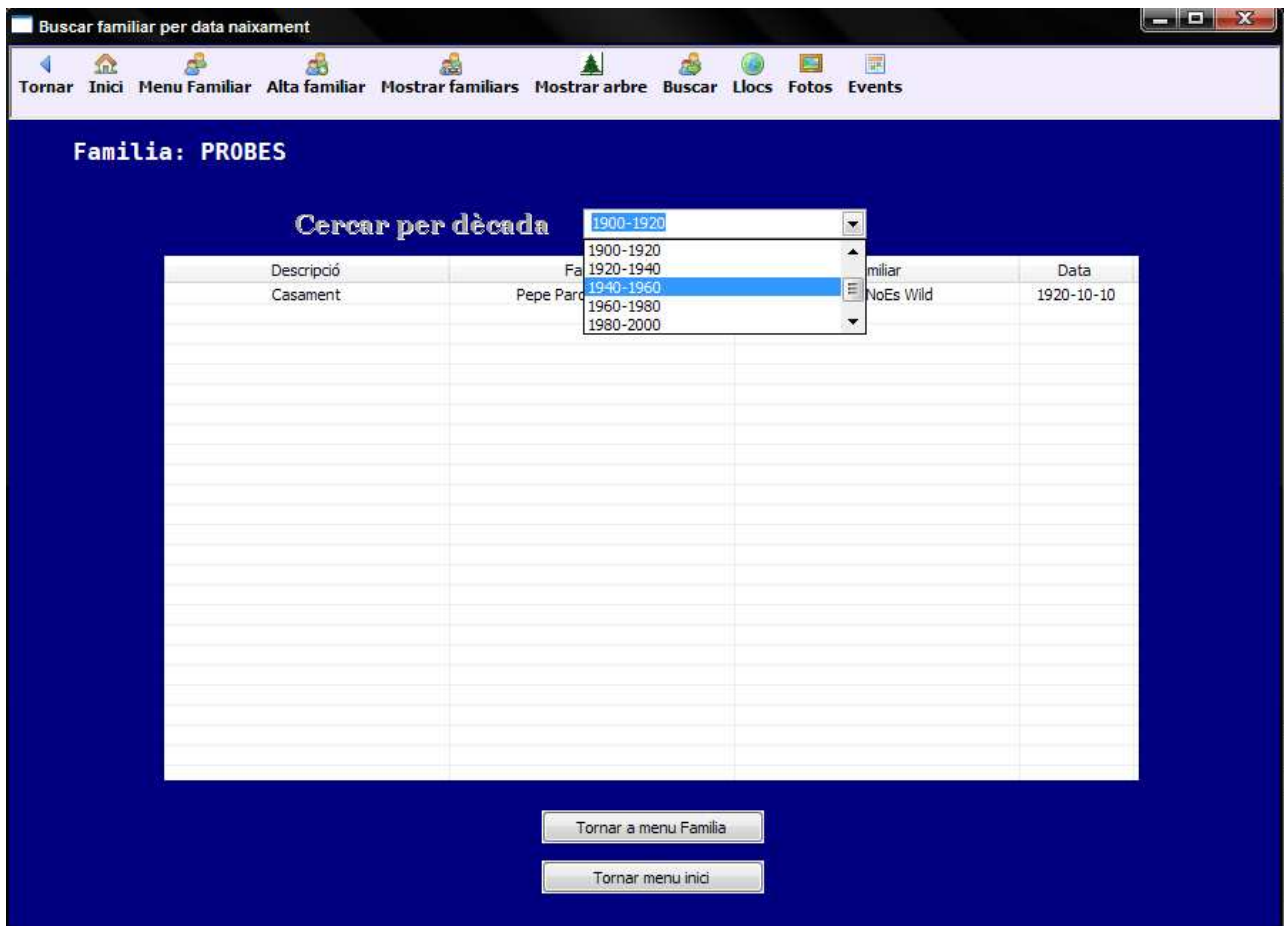 Buscar familiar per data naixament
Tornar Inici Menu Familiar Alta familiar Mostrar familiars Mostrar arbre Buscar Llocs Fotos Events
Familia: PROBES
Cercar per dècada 1900-1920
1900-1920
1920-1940
1940-1960
1960-1980
1980-2000
Descripció Fa miliar Data
Casament Pepe NoEs Wild 1920-10-10
Tornar a menu Familia
Tornar menu inici